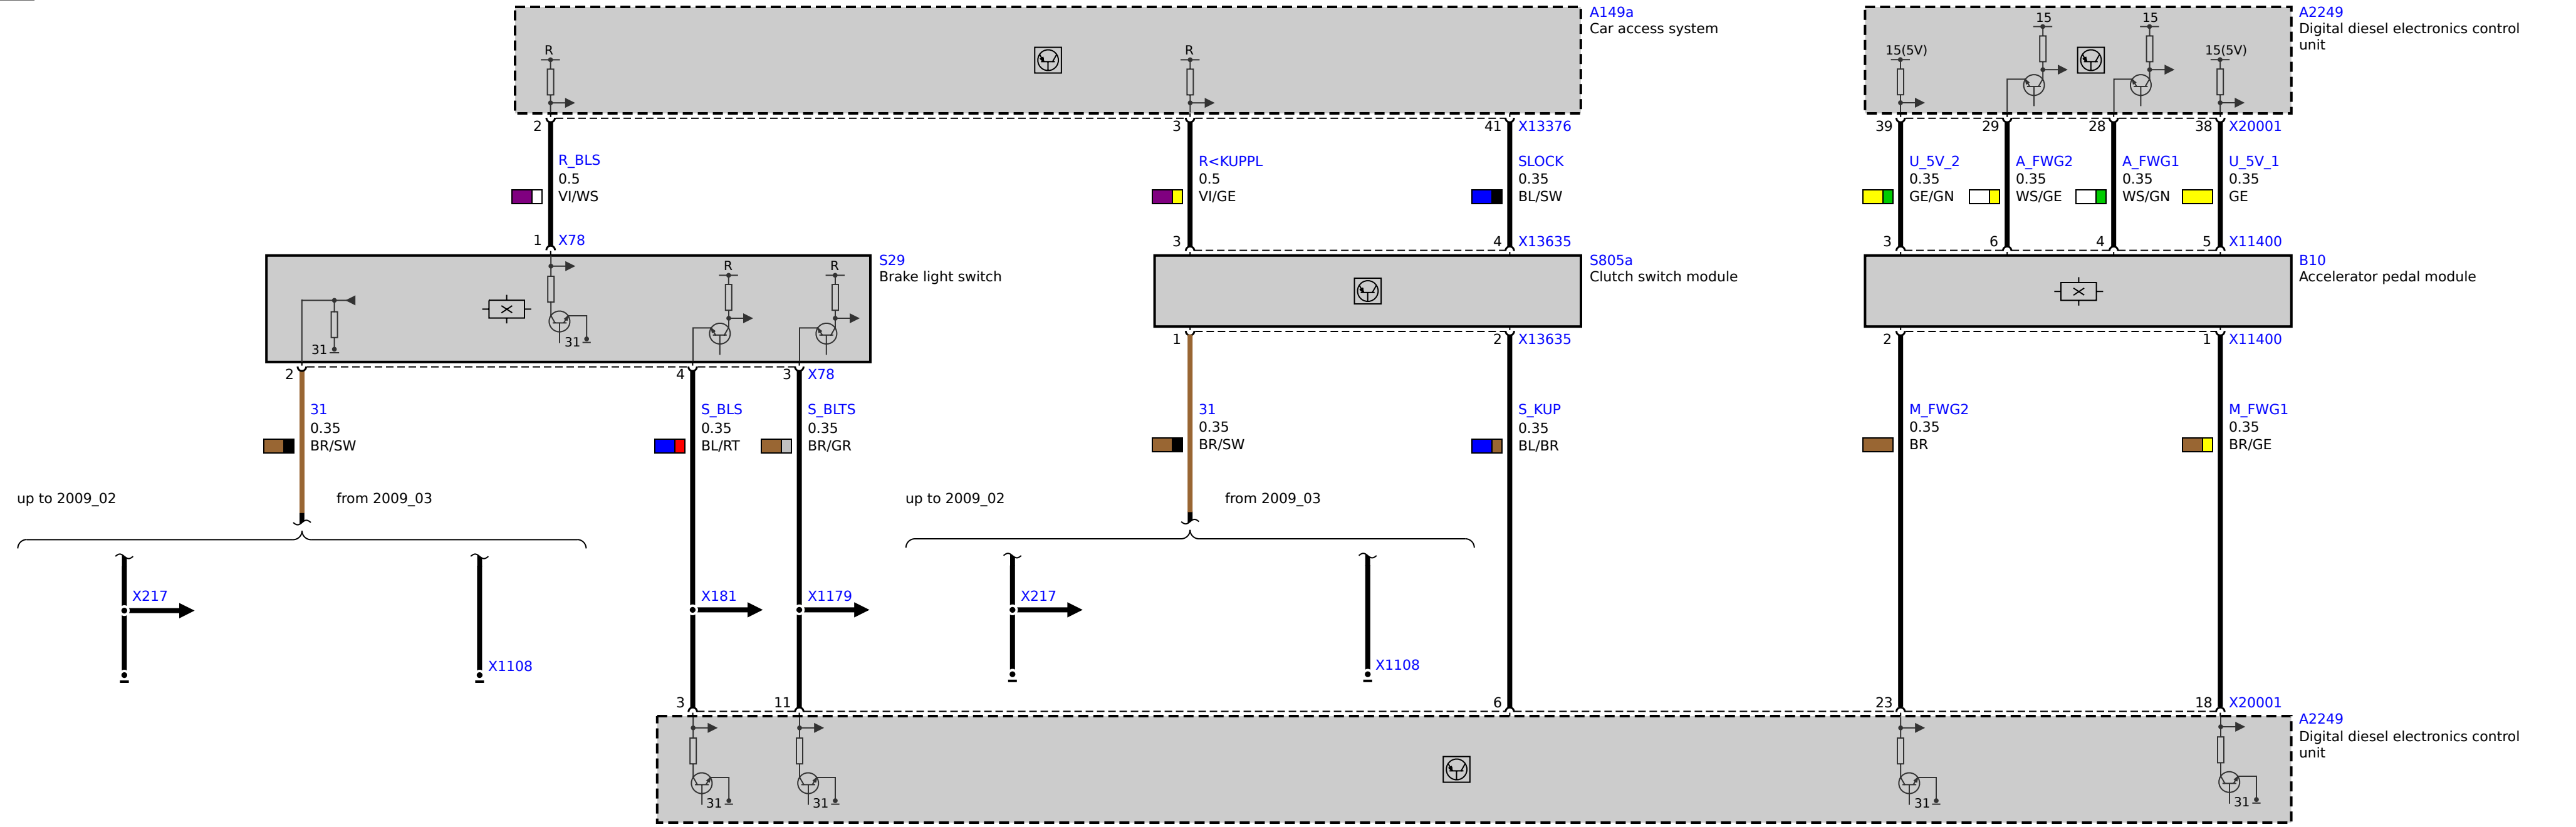 A149a
Car access system
R
R
A2249
Digital diesel electronics control
unit
15(5V)
15
15
15(5V)
2
3
41
X13376
39
29
28
38
X20001
R_BLS
0.5
VI/WS
R<KUPPL
0.5
VI/GE
SLOCK
0.35
BL/SW
U_5V_2
0.35
GE/GN
A_FWG2
0.35
WS/GE
A_FWG1
0.35
WS/GN
U_5V_1
0.35
GE
1
X78
3
4
X13635
3
6
4
5
X11400
S29
Brake light switch
31
31
R
R
S805a
Clutch switch module
B10
Accelerator pedal module
2
4
3
X78
1
2
X13635
2
1
X11400
31
0.35
BR/SW
S_BLS
0.35
BL/RT
S_BLTS
0.35
BR/GR
31
0.35
BR/SW
S_KUP
0.35
BL/BR
M_FWG2
0.35
BR
M_FWG1
0.35
BR/GE
up to 2009_02
from 2009_03
up to 2009_02
from 2009_03
X217
X1108
X181
X1179
X217
X1108
3
11
6
23
18
X20001
A2249
Digital diesel electronics control
unit
31
31
31
31